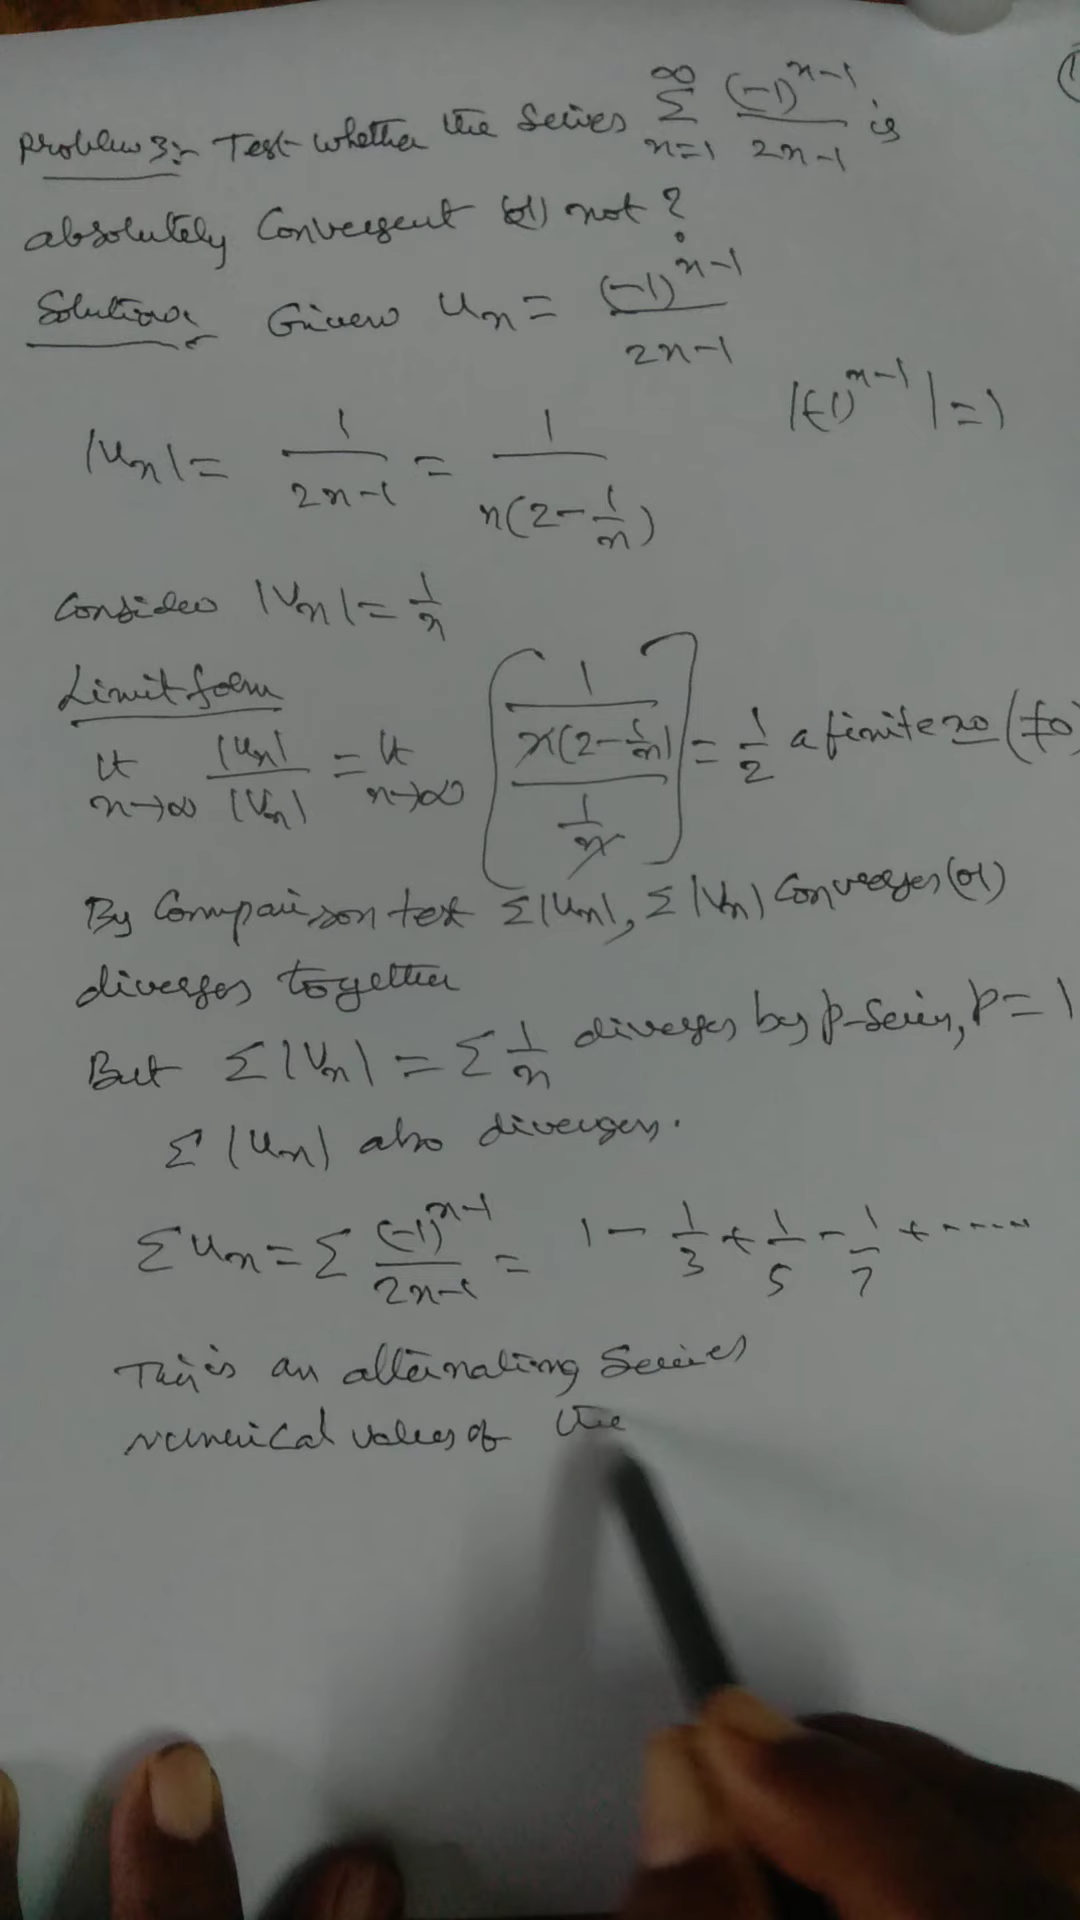 Problem 3:- Test whether the Series ∑_{n=1}^{∞} (-1)^{n-1}/(2n-1) is
absolutely Convergent (or) not?
Solution:- Given u_n = (-1)^{n-1}/(2n-1)
|(-1)^{n-1}| = 1
|u_n| = 1/(2n-1) = 1/(n(2-1/n))
Consider |v_n| = 1/n
Limit form
lt_{n→∞} |u_n|/|v_n| = lt_{n→∞} [(1/(n(2-1/n)))/(1/n)] = 1/2 a finite no (≠0
By Comparison test Σ|u_n|, Σ|v_n| Converges (or)
diverges together
But Σ|v_n| = Σ 1/n diverges by p-series, p=1
Σ|u_n| also diverges.
Σu_n = Σ (-1)^{n-1}/(2n-1) = 1 - 1/3 + 1/5 - 1/7 + .....
This is an alternating Series
numerical values of the